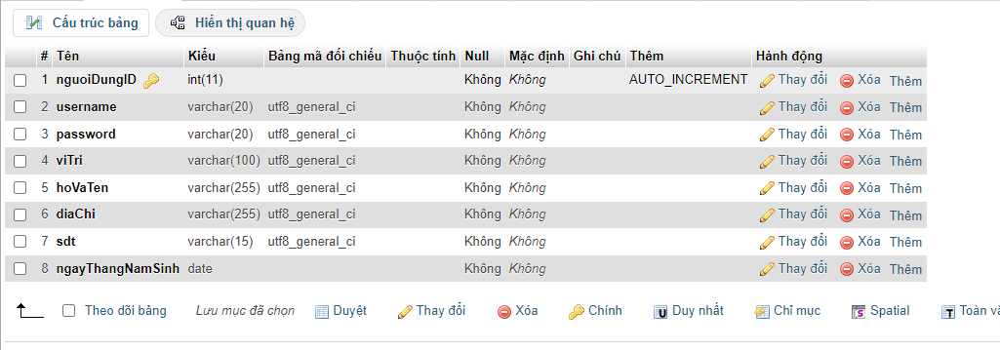 Cấu trúc bảng Hiển thị quan hệ
# Tên Kiểu Bảng mã đối chiếu Thuộc tính Null Mặc định Ghi chú Thêm Hành động
1 nguoiDungID int(11) Không Không AUTO_INCREMENT Thay đổi Xóa Thêm
2 username varchar(20) utf8_general_ci Không Không Thay đổi Xóa Thêm
3 password varchar(20) utf8_general_ci Không Không Thay đổi Xóa Thêm
4 viTri varchar(100) utf8_general_ci Không Không Thay đổi Xóa Thêm
5 hoVaTen varchar(255) utf8_general_ci Không Không Thay đổi Xóa Thêm
6 diaChi varchar(255) utf8_general_ci Không Không Thay đổi Xóa Thêm
7 sdt varchar(15) utf8_general_ci Không Không Thay đổi Xóa Thêm
8 ngayThangNamSinh date Không Không Thay đổi Xóa Thêm
Theo dõi bảng Lưu mục đã chọn Duyệt Thay đổi Xóa Chính Duy nhất Chỉ mục Spatial Toàn